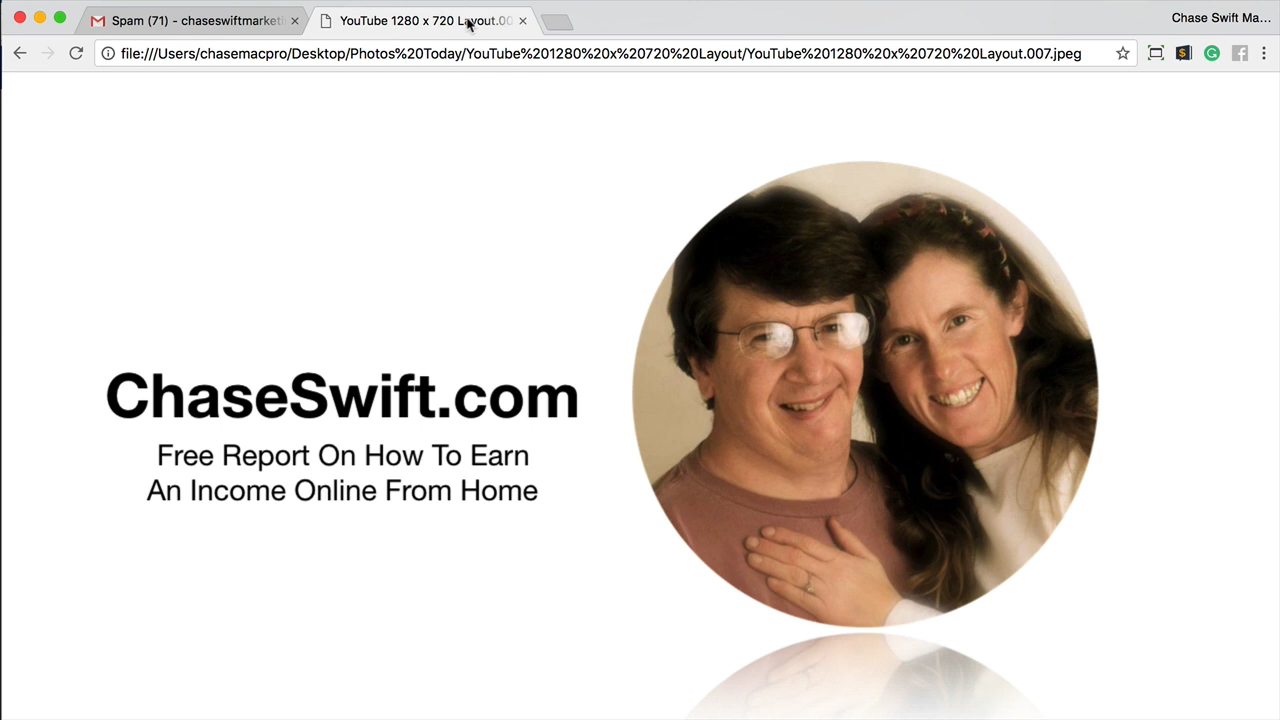 Spam (71) - chaseswiftmarketi
YouTube 1280 x 720 Layout.00
Chase Swift Ma...
file:///Users/chasemacpro/Desktop/Photos%20Today/YouTube%201280%20x%20720%20Layout/YouTube%201280%20x%20720%20Layout.007.jpeg
ChaseSwift.com
Free Report On How To Earn
An Income Online From Home